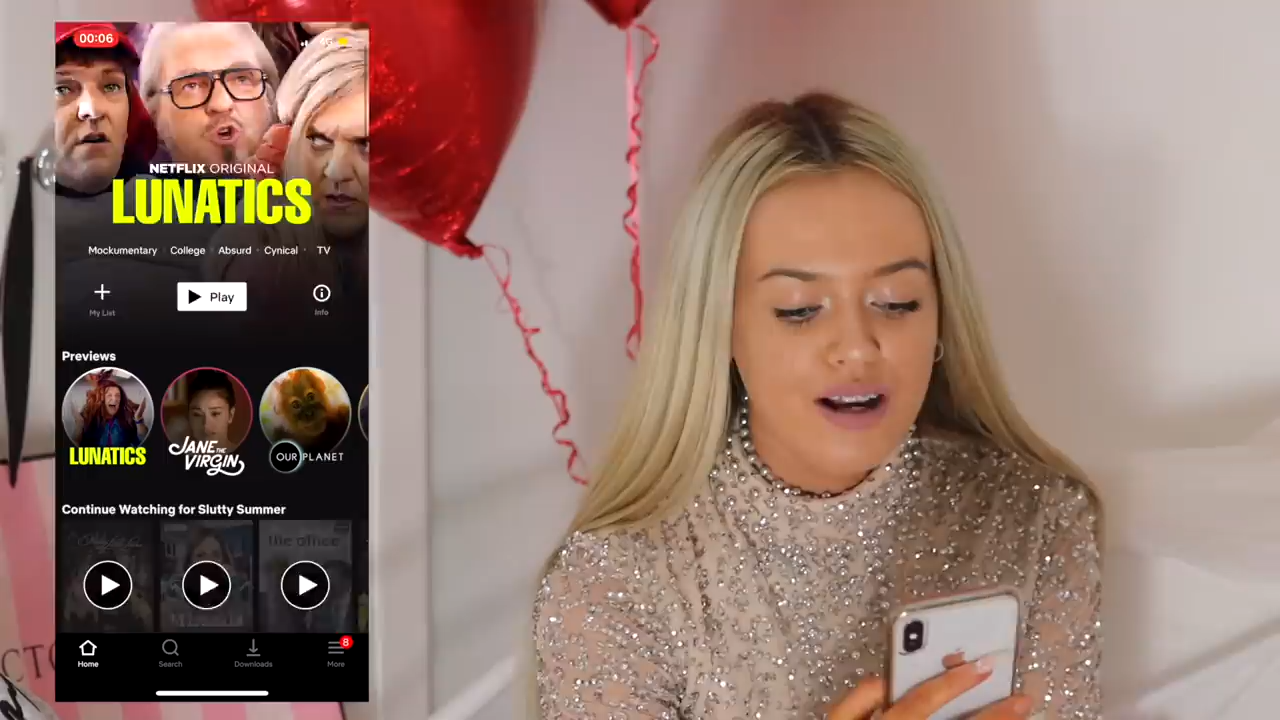 00:06
4G
NETFLIX ORIGINAL
LUNATICS
Mockumentary · College · Absurd · Cynical · TV
My List
Play
Info
Previews
LUNATICS
JANE THE VIRGIN
OUR PLANET
Continue Watching for Slutty Summer
the office
Home
Search
Downloads
8
More